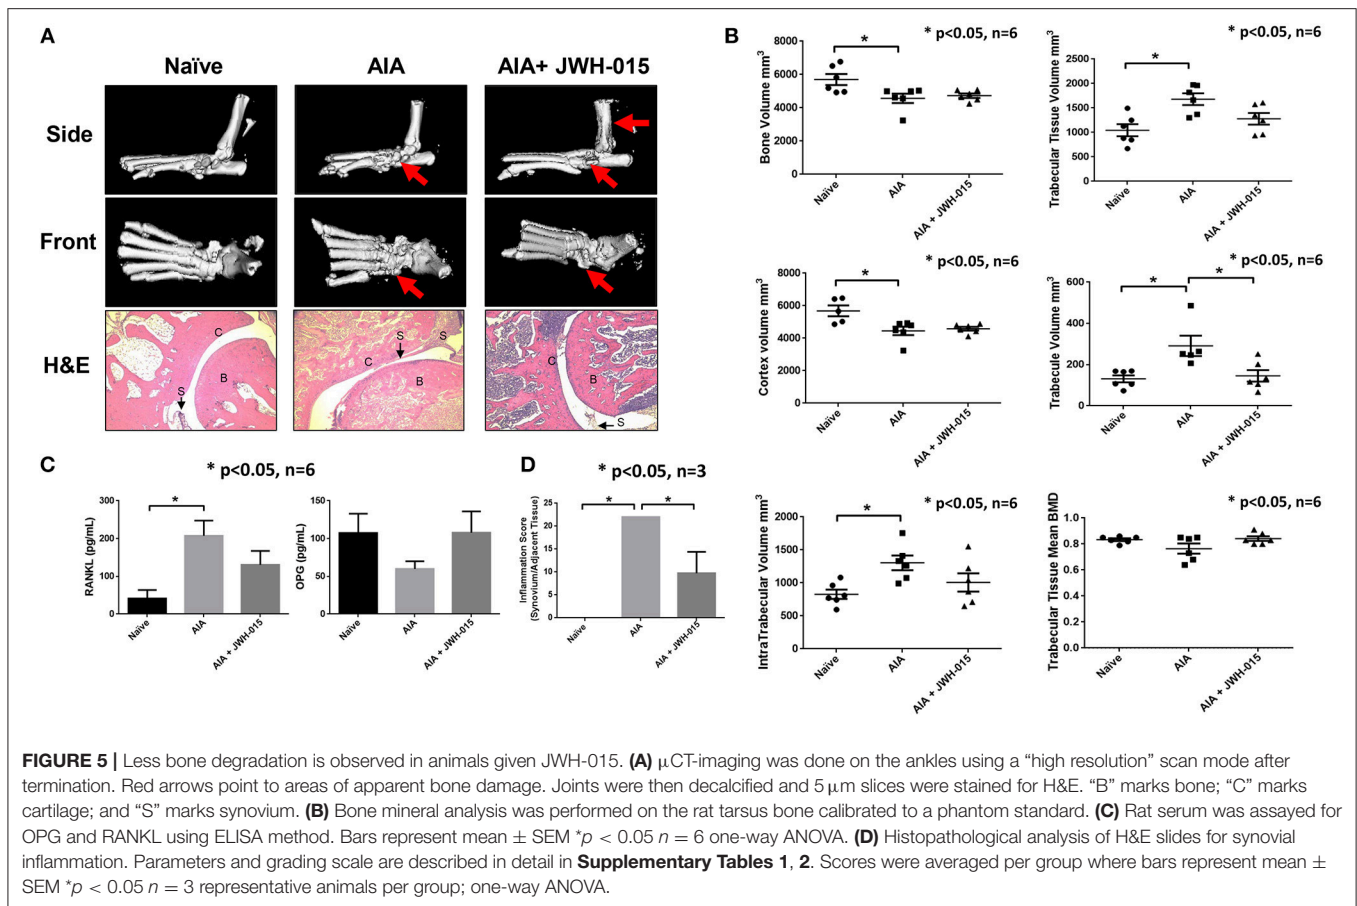 A
Naïve
AIA
AIA+ JWH-015
Side
Front
H&E
C
S
B
S
C
B
S
C
B
S
B
* p<0.05, n=6
Bone Volume mm³
8000
6000
4000
2000
0
*
Naïve
AIA
AIA + JWH-015
* p<0.05, n=6
Trabecular Tissue Volume mm³
2500
2000
1500
1000
500
0
*
Naïve
AIA
AIA + JWH-015
* p<0.05, n=6
Cortex volume mm³
8000
6000
4000
2000
0
*
Naïve
AIA
AIA + JWH-015
* p<0.05, n=6
Trabecule Volume mm³
600
400
200
0
*
*
Naïve
AIA
AIA + JWH-015
* p<0.05, n=6
IntraTrabecular Volume mm³
2000
1500
1000
500
0
*
Naïve
AIA
AIA + JWH-015
* p<0.05, n=6
Trabecular Tissue Mean BMD
1.0
0.8
0.6
0.4
0.2
0.0
Naïve
AIA
AIA + JWH-015
C
* p<0.05, n=6
RANKL (pg/mL)
300
200
100
0
*
Naïve
AIA
AIA + JWH-015
OPG (pg/mL)
150
100
50
0
Naïve
AIA
AIA + JWH-015
D
* p<0.05, n=3
Inflammation Score
(Synovium/Adjacent Tissue)
25
20
15
10
5
0
*
*
Naïve
AIA
AIA + JWH-015
FIGURE 5 | Less bone degradation is observed in animals given JWH-015. (A) μCT-imaging was done on the ankles using a “high resolution” scan mode after
termination. Red arrows point to areas of apparent bone damage. Joints were then decalcified and 5 μm slices were stained for H&E. “B” marks bone; “C” marks
cartilage; and “S” marks synovium. (B) Bone mineral analysis was performed on the rat tarsus bone calibrated to a phantom standard. (C) Rat serum was assayed for
OPG and RANKL using ELISA method. Bars represent mean ± SEM *p < 0.05 n = 6 one-way ANOVA. (D) Histopathological analysis of H&E slides for synovial
inflammation. Parameters and grading scale are described in detail in Supplementary Tables 1, 2. Scores were averaged per group where bars represent mean ±
SEM *p < 0.05 n = 3 representative animals per group; one-way ANOVA.